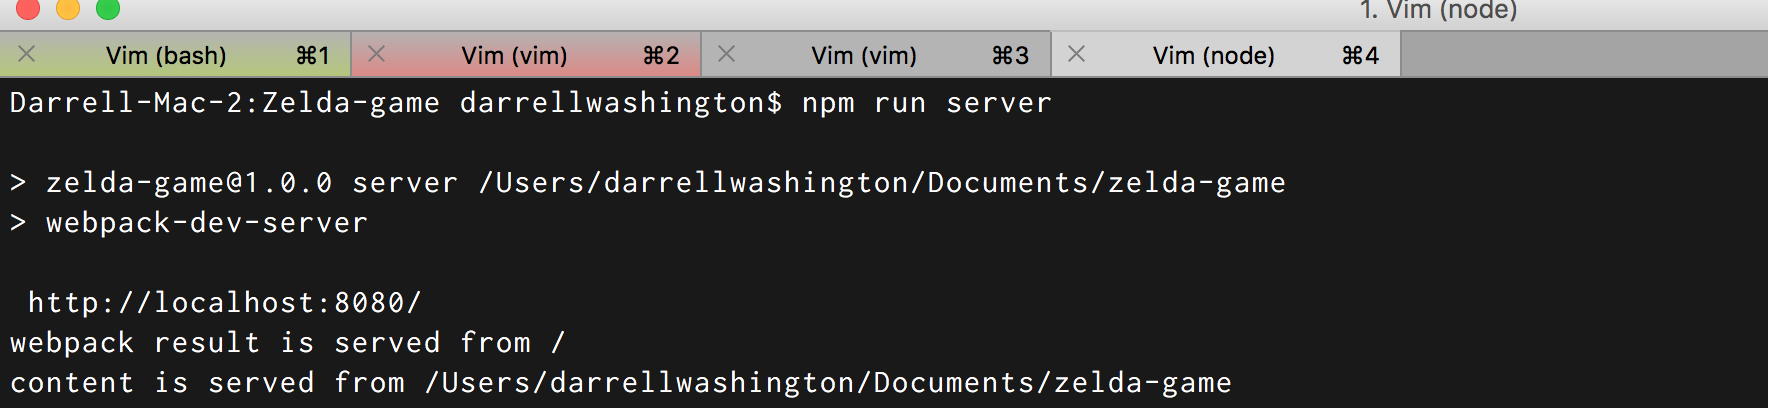 1. Vim (node)
Vim (bash) ⌘1 Vim (vim) ⌘2 Vim (vim) ⌘3 Vim (node) ⌘4
Darrell-Mac-2:Zelda-game darrellwashington$ npm run server
> zelda-game@1.0.0 server /Users/darrellwashington/Documents/zelda-game
> webpack-dev-server
http://localhost:8080/
webpack result is served from /
content is served from /Users/darrellwashington/Documents/zelda-game